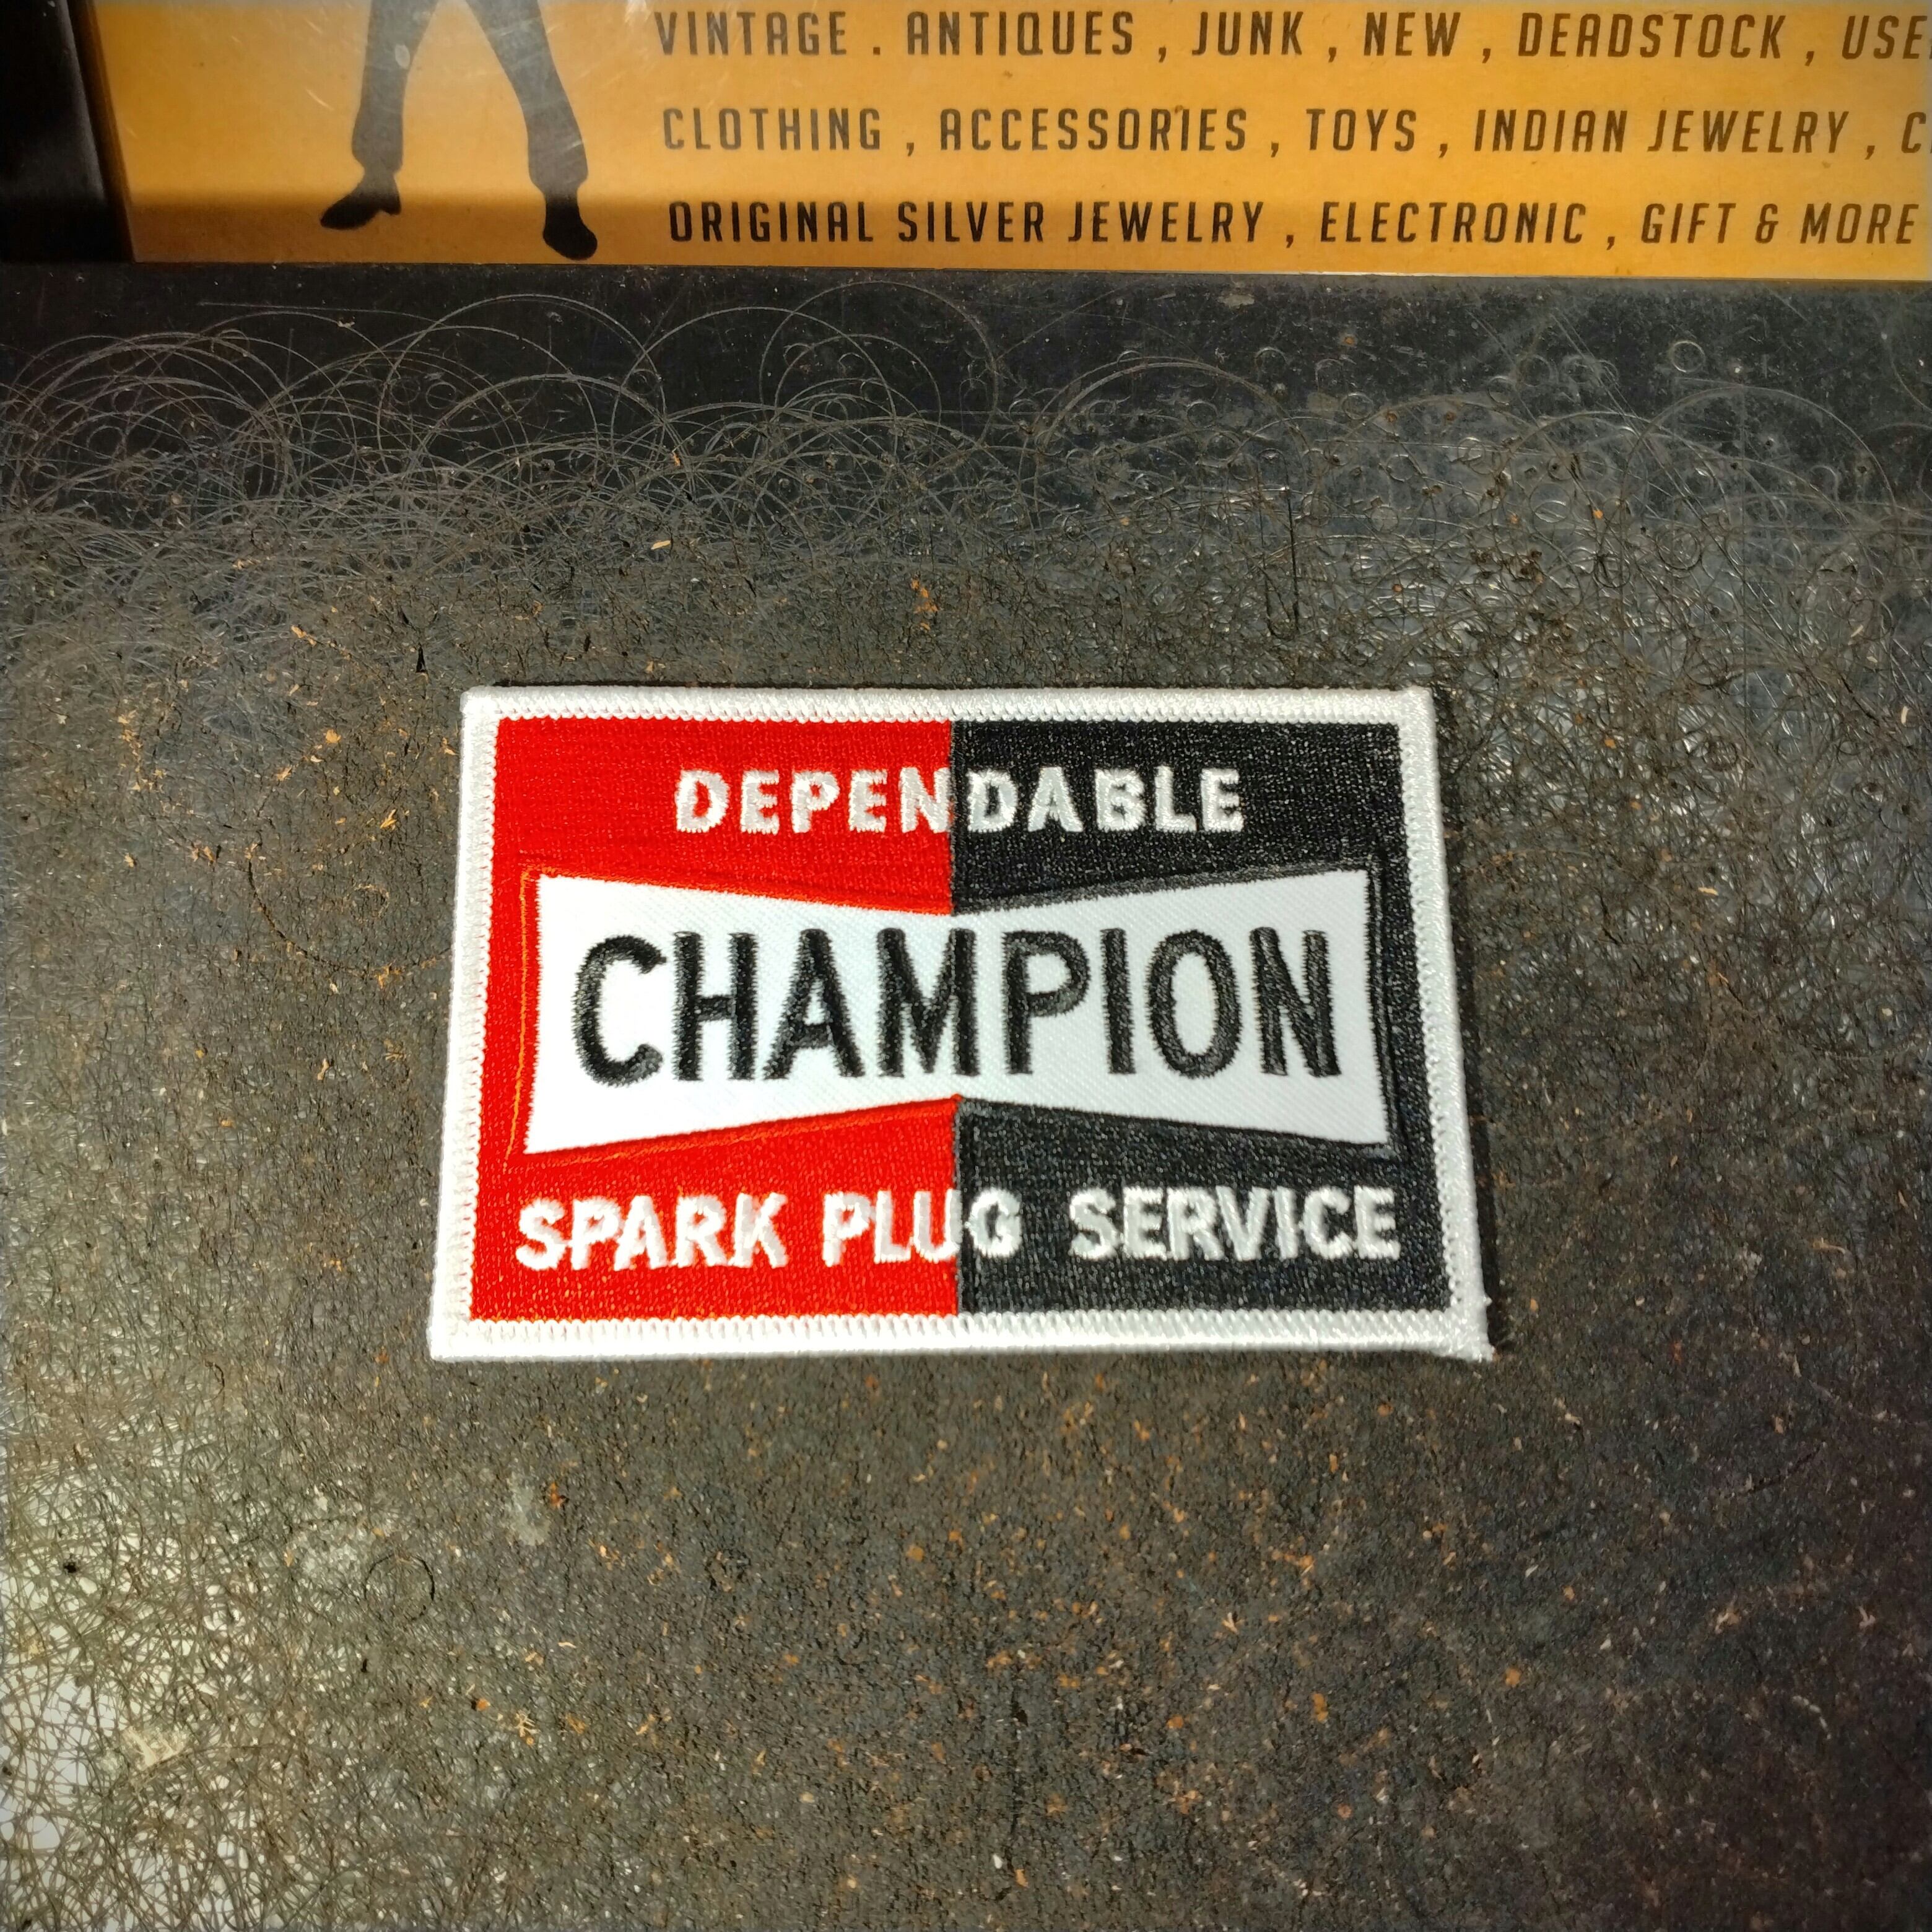 VINTAGE . ANTIQUES , JUNK , NEW , DEADSTOCK ,
CLOTHING , ACCESSORIES , TOYS , INDIAN JEWELRY ,
ORIGINAL SILVER JEWELRY , ELECTRONIC , GIFT & MORE
DEPENDABLE
CHAMPION
SPARK PLUG SERVICE